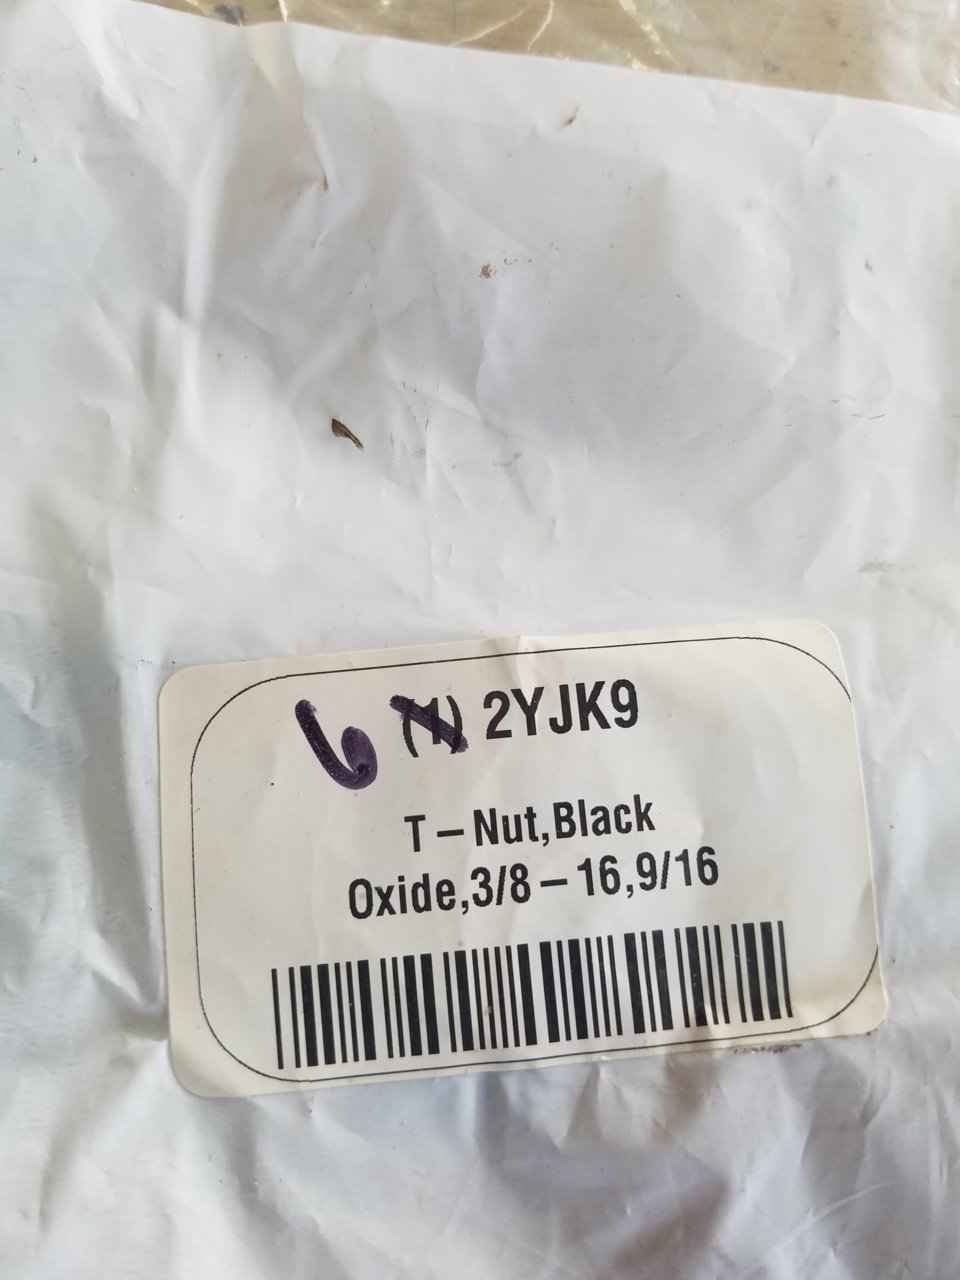 6 (1) 2YJK9
T – Nut,Black
Oxide,3/8 – 16,9/16